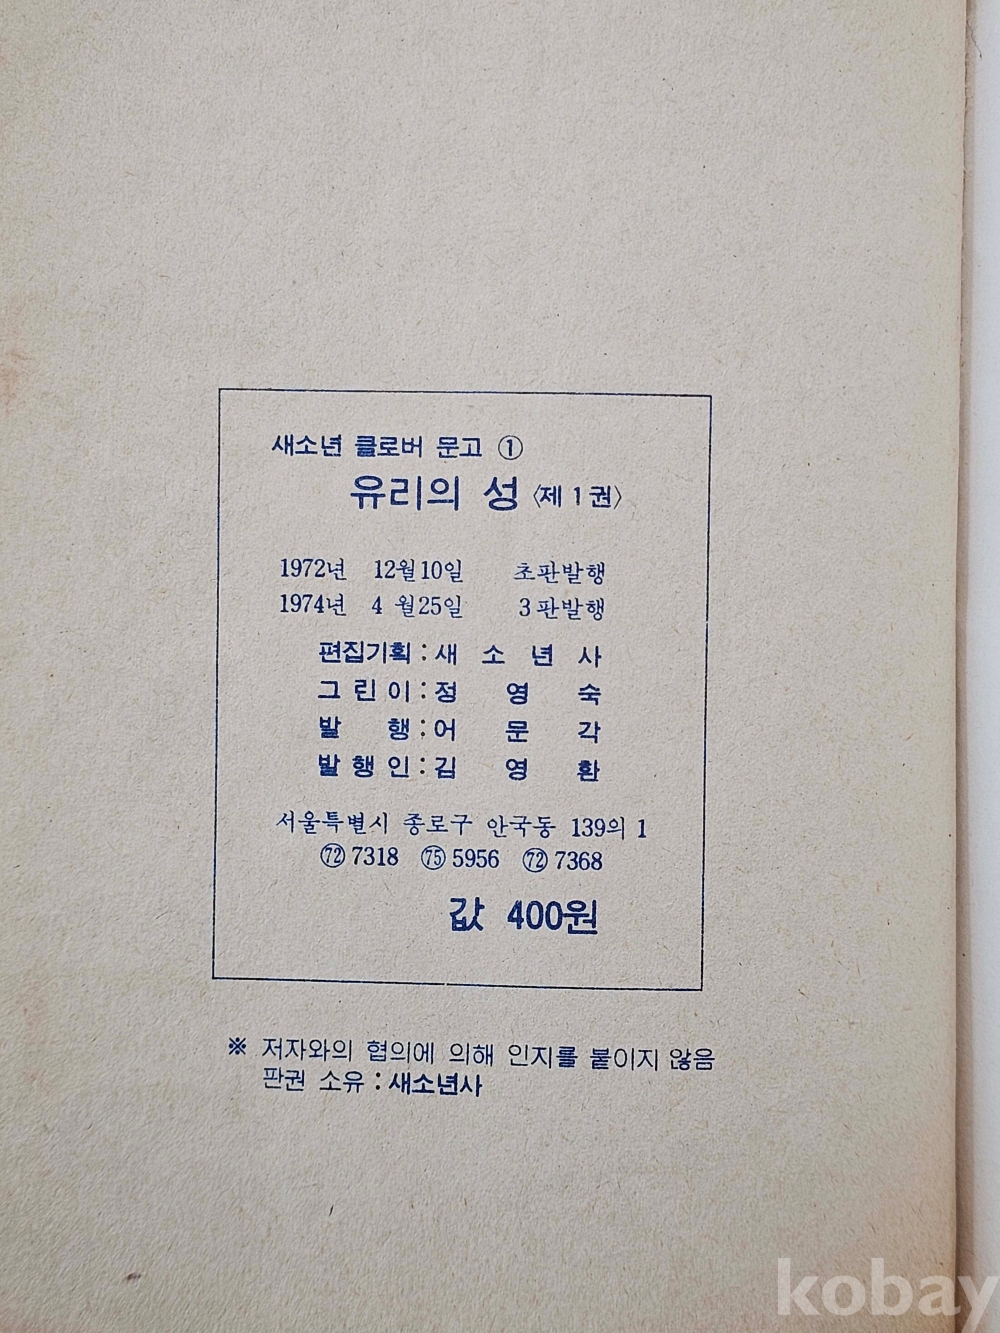 새소년 클로버 문고 ①
유리의 성 〈제1권〉
1972년 12월10일 초판발행
1974년 4월25일 3판발행
편집기획 : 새소년사
그린이 : 정영숙
발행 : 어문각
발행인 : 김영환
서울특별시 종로구 안국동 139의 1
㉒7318 ㉕5956 ㉒7368
값 400원
※ 저자와의 협의에 의해 인지를 붙이지 않음
판권 소유 : 새소년사
kobay